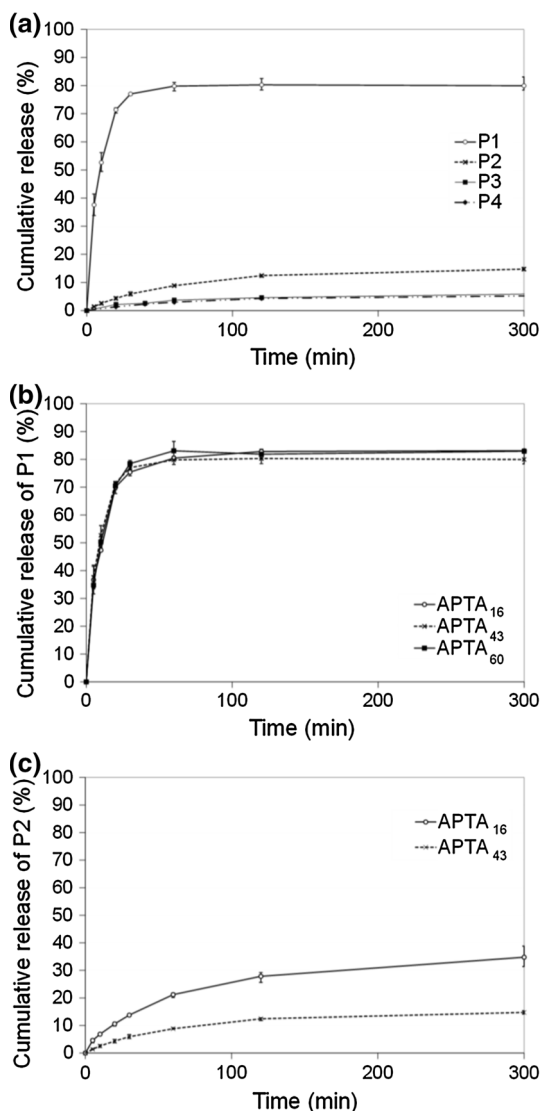 (a)
Cumulative release (%)
100
90
80
70
60
50
40
30
20
10
0
P1
P2
P3
P4
0
100
200
300
Time (min)
(b)
Cumulative release of P1 (%)
100
90
80
70
60
50
40
30
20
10
0
APTA16
APTA43
APTA60
0
100
200
300
Time (min)
(c)
Cumulative release of P2 (%)
100
90
80
70
60
50
40
30
20
10
0
APTA16
APTA43
0
100
200
300
Time (min)